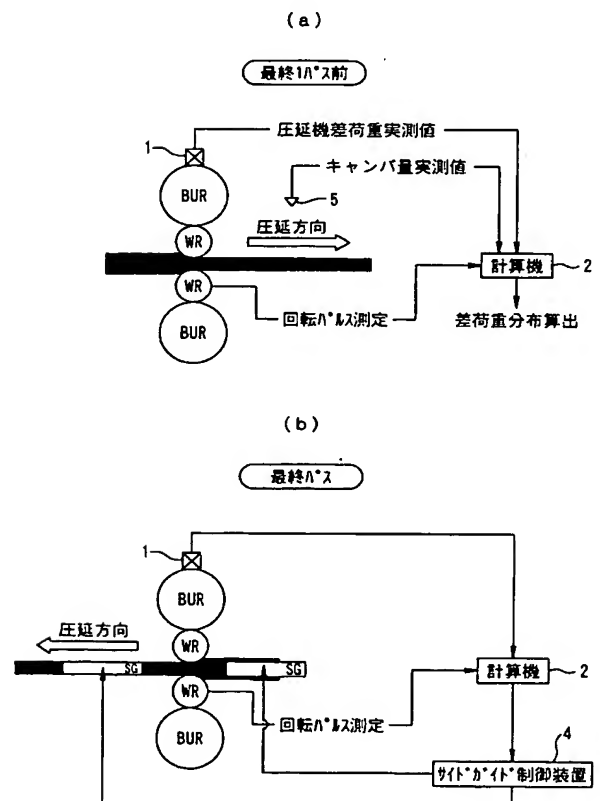 (a)
最終1ﾊﾟｽ前
圧延機差荷重実測値
1
キャンバ量実測値
BUR
5
圧延方向
WR
計算機
2
WR
回転ﾊﾟﾙｽ測定
差荷重分布算出
BUR
(b)
最終ﾊﾟｽ
1
BUR
圧延方向
WR
SG
SG
計算機
2
WR
回転ﾊﾟﾙｽ測定
BUR
4
ｻｲﾄﾞｶﾞｲﾄﾞ制御装置